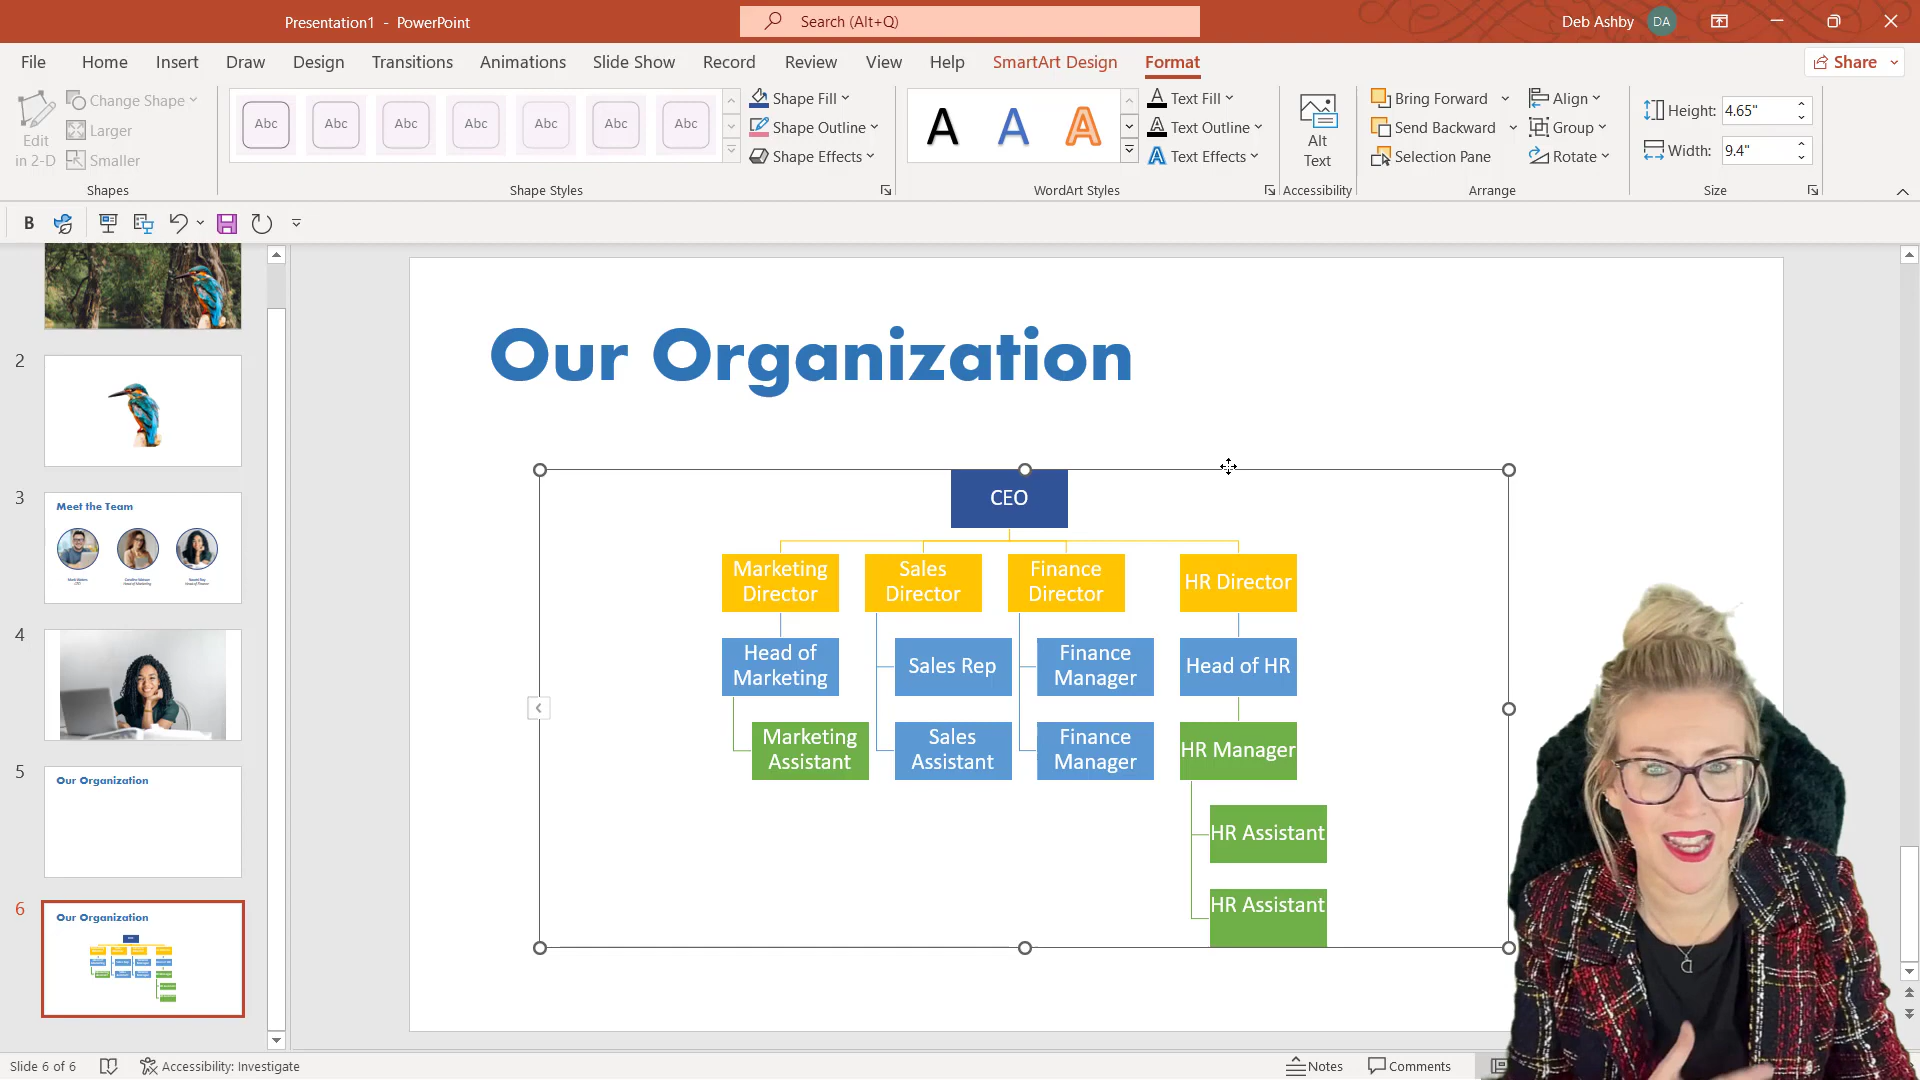 Presentation1 - PowerPoint
Search (Alt+Q)
Deb Ashby
DA
File
Home
Insert
Draw
Design
Transitions
Animations
Slide Show
Record
Review
View
Help
SmartArt Design
Format
Share
Edit
in 2-D
Change Shape
Larger
Smaller
Shapes
Abc
Abc
Abc
Abc
Abc
Abc
Abc
Shape Fill
Shape Outline
Shape Effects
Shape Styles
A
A
A
Text Fill
Text Outline
Text Effects
WordArt Styles
Alt
Text
Accessibility
Bring Forward
Send Backward
Selection Pane
Align
Group
Rotate
Arrange
Height: 4.65"
Width: 9.4"
Size
B
2
3
Meet the Team
4
5
Our Organization
6
Our Organization
Our Organization
CEO
Marketing
Director
Sales
Director
Finance
Director
HR Director
Head of
Marketing
Sales Rep
Finance
Manager
Head of HR
Marketing
Assistant
Sales
Assistant
Finance
Manager
HR Manager
HR Assistant
HR Assistant
Slide 6 of 6
Accessibility: Investigate
Notes
Comments